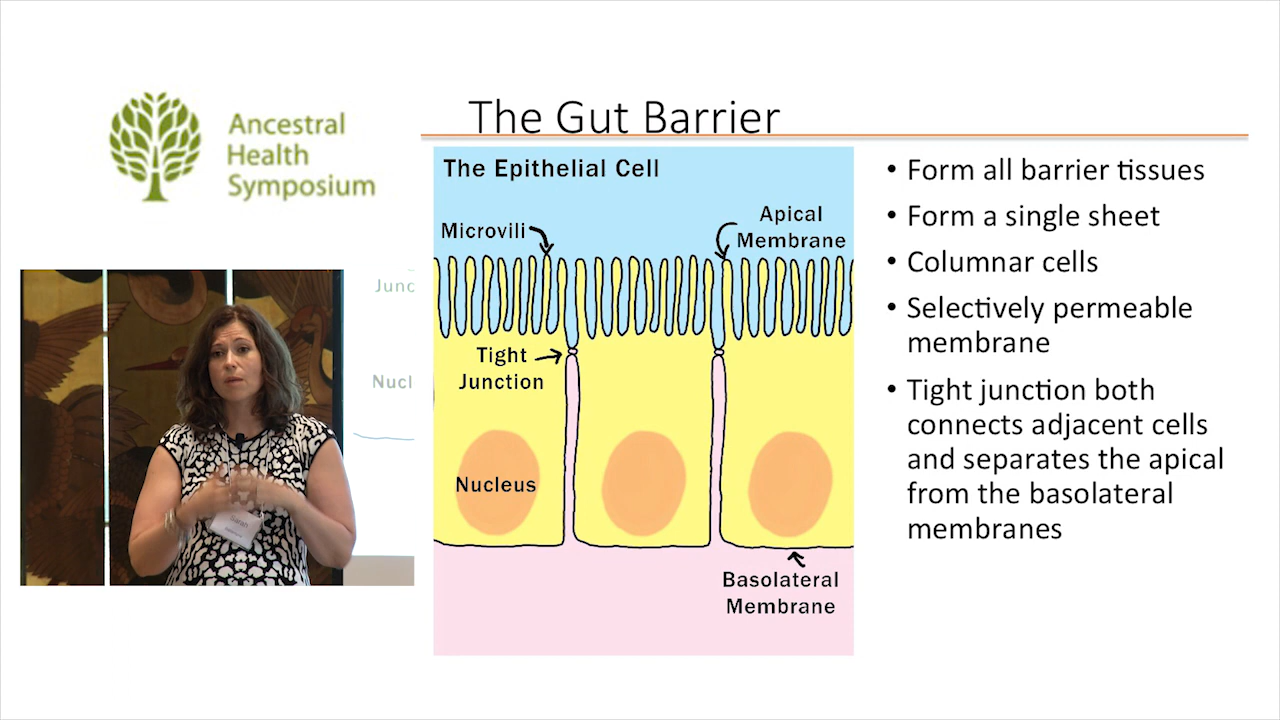 Ancestral
Health
Symposium
The Gut Barrier
The Epithelial Cell
Microvili
Apical
Membrane
Tight
Junction
Nucleus
Basolateral
Membrane
• Form all barrier tissues
• Form a single sheet
• Columnar cells
• Selectively permeable
membrane
• Tight junction both
connects adjacent cells
and separates the apical
from the basolateral
membranes
Junc
Nucl
Sarah